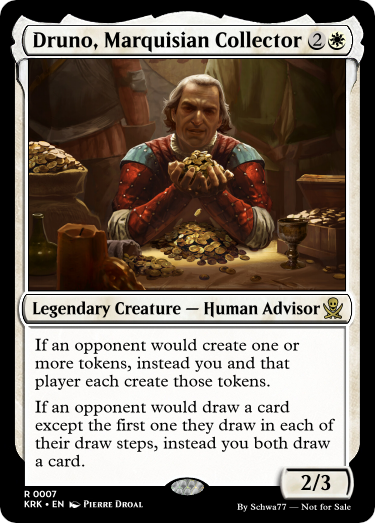 Druno, Marquisian Collector 2
Legendary Creature — Human Advisor
If an opponent would create one or
more tokens, instead you and that
player each create those tokens.
If an opponent would draw a card
except the first one they draw in each of
their draw steps, instead you both draw
a card.
2/3
R 0007
KRK • EN Pierre Droal
By Schwa77 — Not for Sale